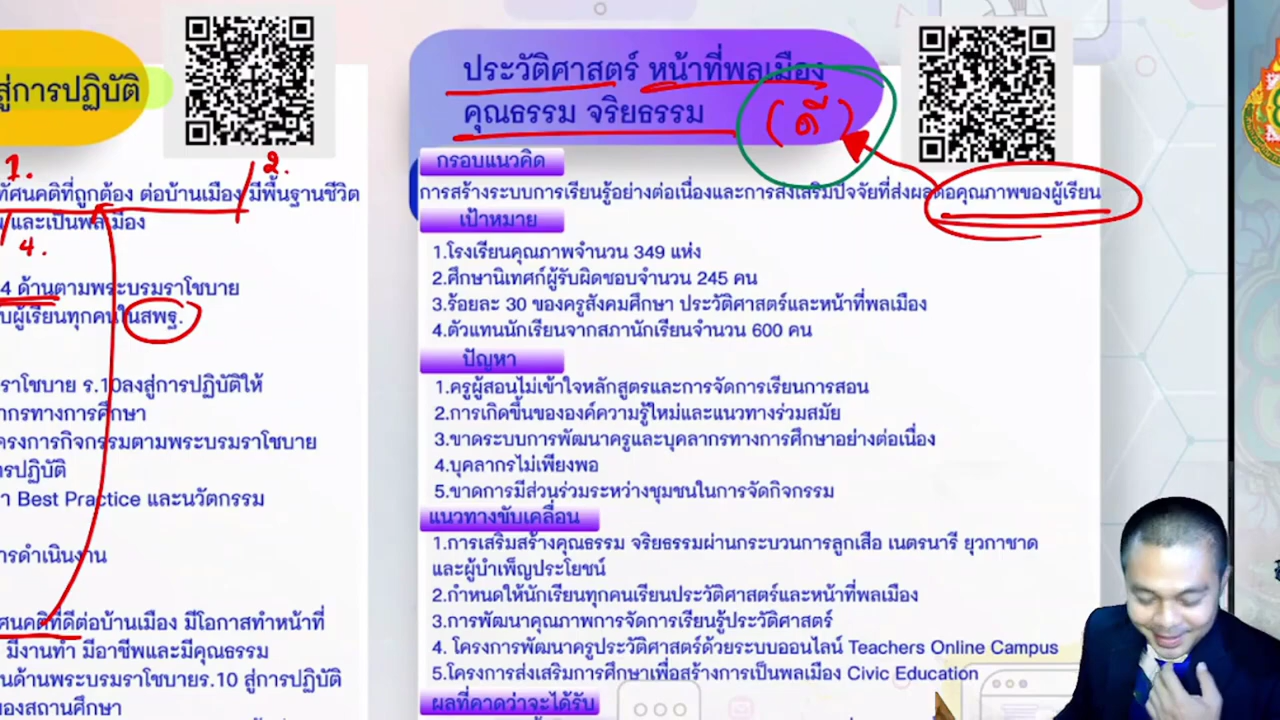 สู่การปฏิบัติ
1.
2.
ทัศนคติที่ถูกต้อง ต่อบ้านเมือง มีพื้นฐานชีวิต
และเป็นพลเมือง
4.
4 ด้านตามพระบรมราโชบาย
ผู้เรียนทุกคนในสพฐ.
ราโชบาย ร.10ลงสู่การปฏิบัติให้
ทางการศึกษา
กิจกรรมตามพระบรมราโชบาย
ปฏิบัติ
Best Practice และนวัตกรรม
การดำเนินงาน
ต่อบ้านเมือง มีโอกาสทำหน้าที่
มีงานทำ มีอาชีพและมีคุณธรรม
ด้านพระบรมราโชบายร.10 สู่การปฏิบัติ
ของสถานศึกษา
ประวัติศาสตร์ หน้าที่พลเมือง
คุณธรรม จริยธรรม
(ดี)
กรอบแนวคิด
การสร้างระบบการเรียนรู้อย่างต่อเนื่องและการส่งเสริมปัจจัยที่ส่งผลต่อคุณภาพของผู้เรียน
เป้าหมาย
1.โรงเรียนคุณภาพจำนวน 349 แห่ง
2.ศึกษานิเทศก์ผู้รับผิดชอบจำนวน 245 คน
3.ร้อยละ 30 ของครูสังคมศึกษา ประวัติศาสตร์และหน้าที่พลเมือง
4.ตัวแทนนักเรียนจากสภานักเรียนจำนวน 600 คน
ปัญหา
1.ครูผู้สอนไม่เข้าใจหลักสูตรและการจัดการเรียนการสอน
2.การเกิดขึ้นขององค์ความรู้ใหม่และแนวทางร่วมสมัย
3.ขาดระบบการพัฒนาครูและบุคลากรทางการศึกษาอย่างต่อเนื่อง
4.บุคลากรไม่เพียงพอ
5.ขาดการมีส่วนร่วมระหว่างชุมชนในการจัดกิจกรรม
แนวทางขับเคลื่อน
1.การเสริมสร้างคุณธรรม จริยธรรมผ่านกระบวนการลูกเสือ เนตรนารี ยุวกาชาด
และผู้บำเพ็ญประโยชน์
2.กำหนดให้นักเรียนทุกคนเรียนประวัติศาสตร์และหน้าที่พลเมือง
3.การพัฒนาคุณภาพการจัดการเรียนรู้ประวัติศาสตร์
4. โครงการพัฒนาครูประวัติศาสตร์ด้วยระบบออนไลน์ Teachers Online Campus
5.โครงการส่งเสริมการศึกษาเพื่อสร้างการเป็นพลเมือง Civic Education
ผลที่คาดว่าจะได้รับ